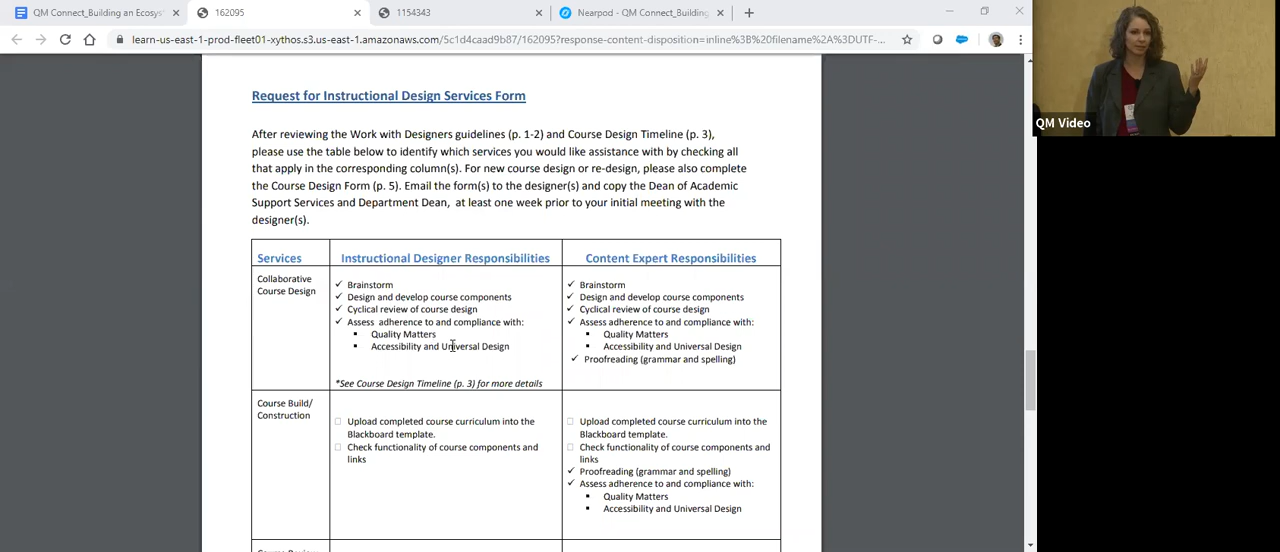 QM Connect_Building an Ecosys
162095
1154343
Nearpod - QM Connect_Building
learn-us-east-1-prod-fleet01-xythos.s3.us-east-1.amazonaws.com/5c1d4caad9b87/162095?response-content-disposition=inline%3B%20filename%2A%3DUTF-...
QM Video
Request for Instructional Design Services Form
After reviewing the Work with Designers guidelines (p. 1-2) and Course Design Timeline (p. 3),
please use the table below to identify which services you would like assistance with by checking all
that apply in the corresponding column(s). For new course design or re-design, please also complete
the Course Design Form (p. 5). Email the form(s) to the designer(s) and copy the Dean of Academic
Support Services and Department Dean, at least one week prior to your initial meeting with the
designer(s).
Services
Instructional Designer Responsibilities
Content Expert Responsibilities
Collaborative
Course Design
✓ Brainstorm
✓ Design and develop course components
✓ Cyclical review of course design
✓ Assess adherence to and compliance with:
▪ Quality Matters
▪ Accessibility and Universal Design
*See Course Design Timeline (p. 3) for more details
✓ Brainstorm
✓ Design and develop course components
✓ Cyclical review of course design
✓ Assess adherence to and compliance with:
▪ Quality Matters
▪ Accessibility and Universal Design
✓ Proofreading (grammar and spelling)
Course Build/
Construction
☐ Upload completed course curriculum into the
Blackboard template.
☐ Check functionality of course components and
links
☐ Upload completed course curriculum into the
Blackboard template.
☐ Check functionality of course components and
links
✓ Proofreading (grammar and spelling)
✓ Assess adherence to and compliance with:
▪ Quality Matters
▪ Accessibility and Universal Design